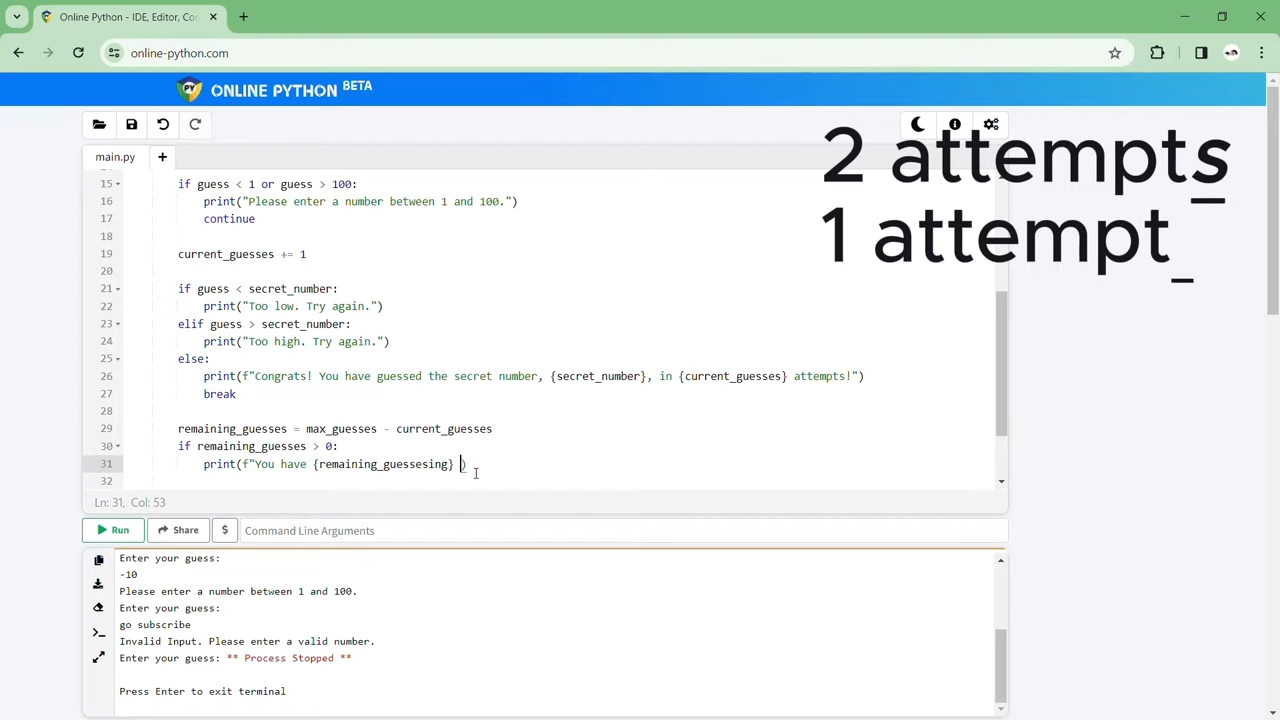 Online Python - IDE, Editor, Co
online-python.com
PY ONLINE PYTHON BETA
2 attempts
1 attempt_
main.py
15 if guess < 1 or guess > 100:
16 print("Please enter a number between 1 and 100.")
17 continue
18
19 current_guesses += 1
20
21 if guess < secret_number:
22 print("Too low. Try again.")
23 elif guess > secret_number:
24 print("Too high. Try again.")
25 else:
26 print(f"Congrats! You have guessed the secret number, {secret_number}, in {current_guesses} attempts!")
27 break
28
29 remaining_guesses = max_guesses - current_guesses
30 if remaining_guesses > 0:
31 print(f"You have {remaining_guessesing} )
32
Ln: 31, Col: 53
Run Share $ Command Line Arguments
Enter your guess:
-10
Please enter a number between 1 and 100.
Enter your guess:
go subscribe
Invalid Input. Please enter a valid number.
Enter your guess: ** Process Stopped **
Press Enter to exit terminal